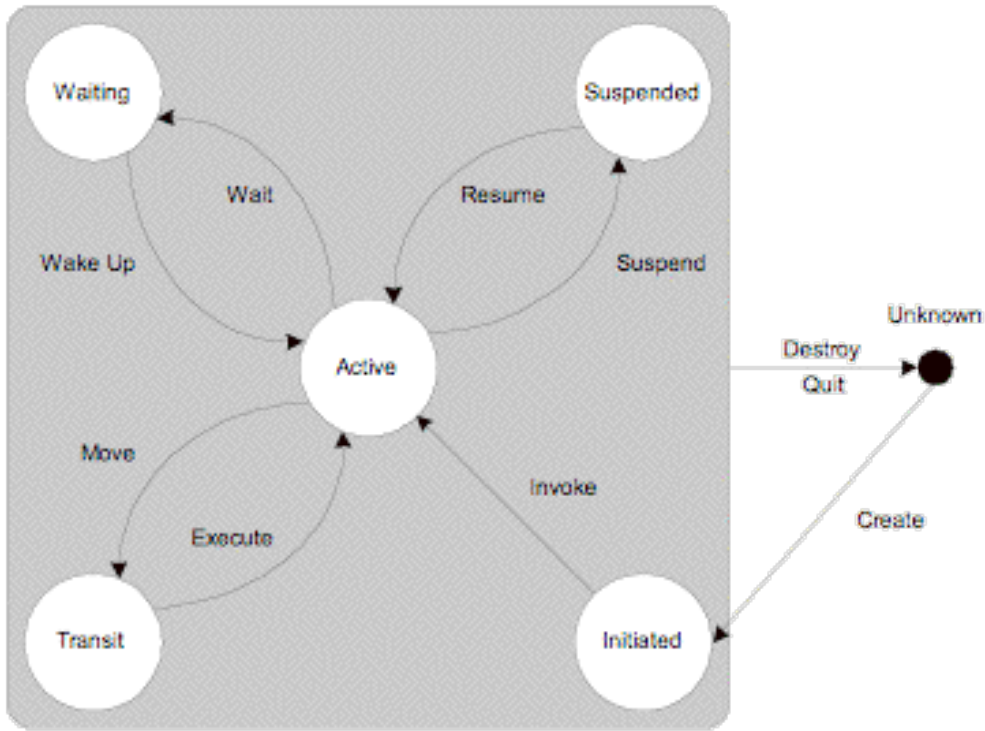 Waiting
Suspended
Wait
Resume
Wake Up
Suspend
Unknown
Destroy
Quit
Active
Move
Invoke
Create
Execute
Transit
Initiated